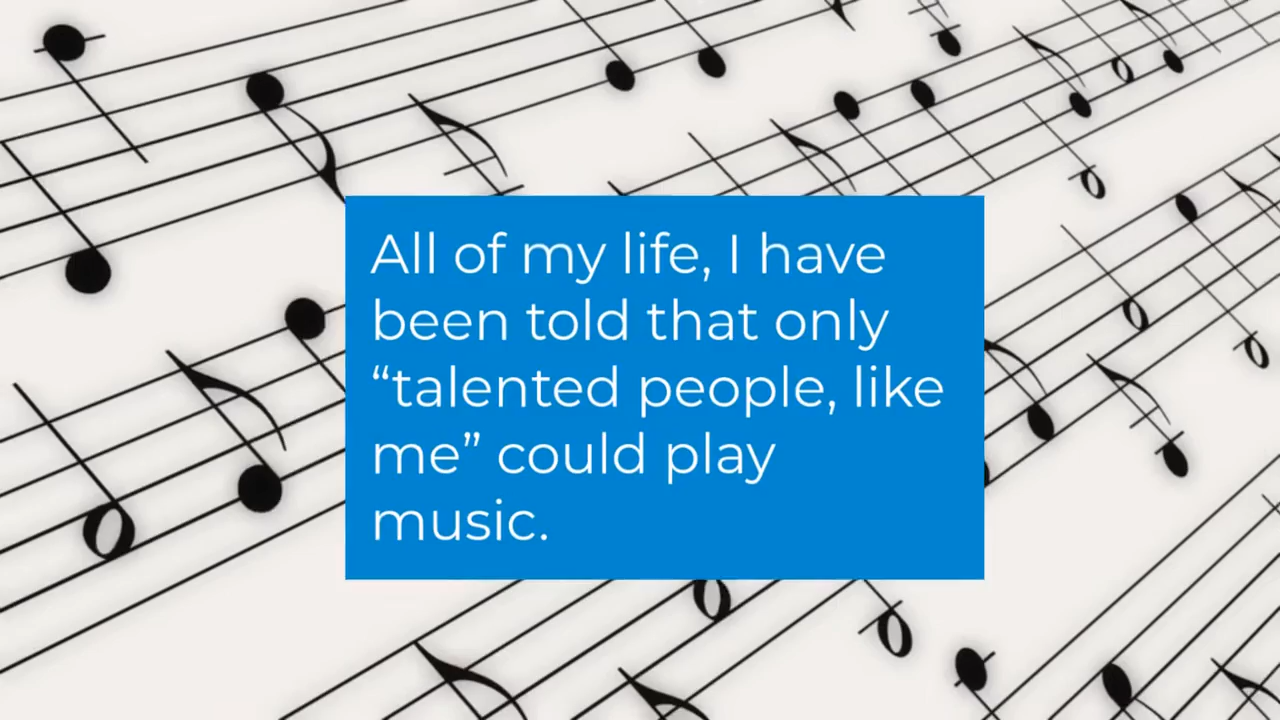 All of my life, I have
been told that only
“talented people, like
me” could play
music.